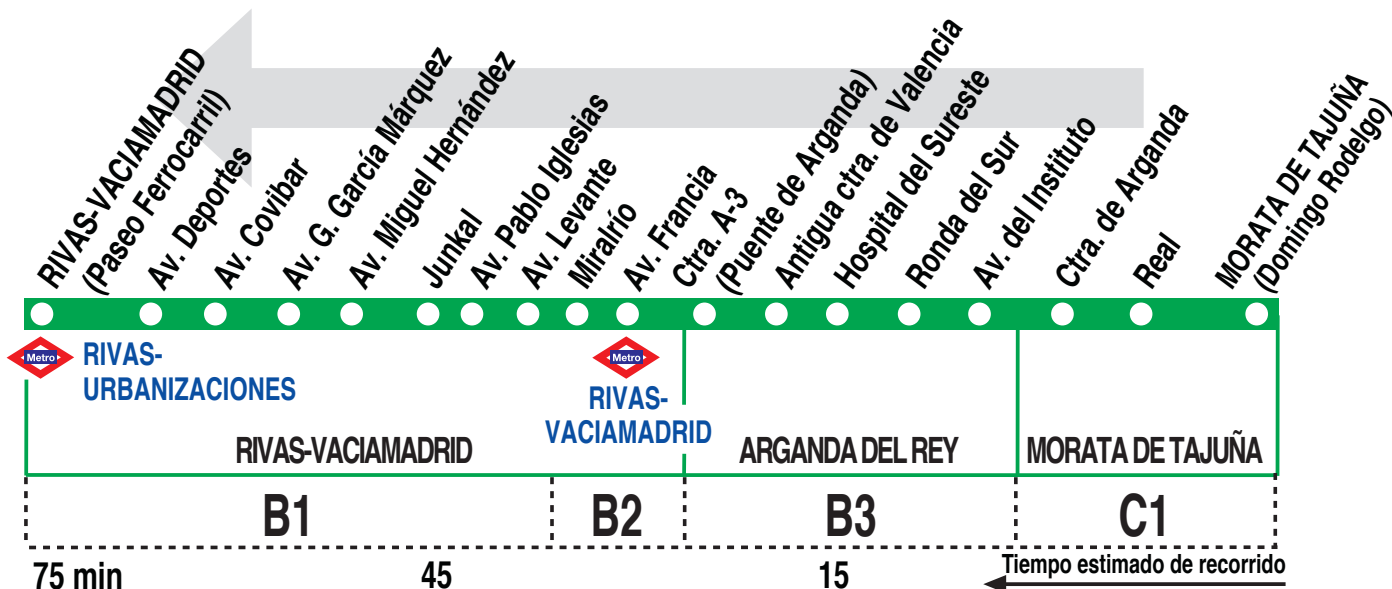 RIVAS-VACIAMADRID
(Paseo Ferrocarril)
Av. Deportes
Av. Covibar
Av. G. García Márquez
Av. Miguel Hernández
Junkal
Av. Pablo Iglesias
Av. Levante
Miralrío
Av. Francia
Ctra. A-3
(Puente de Arganda)
Antigua ctra. de Valencia
Hospital del Sureste
Ronda del Sur
Av. del Instituto
Ctra. de Arganda
Real
MORATA DE TAJUÑA
(Domingo Rodelgo)
Metro
RIVAS-
URBANIZACIONES
Metro
RIVAS-
VACIAMADRID
RIVAS-VACIAMADRID
ARGANDA DEL REY
MORATA DE TAJUÑA
B1
B2
B3
C1
75 min
45
15
Tiempo estimado de recorrido